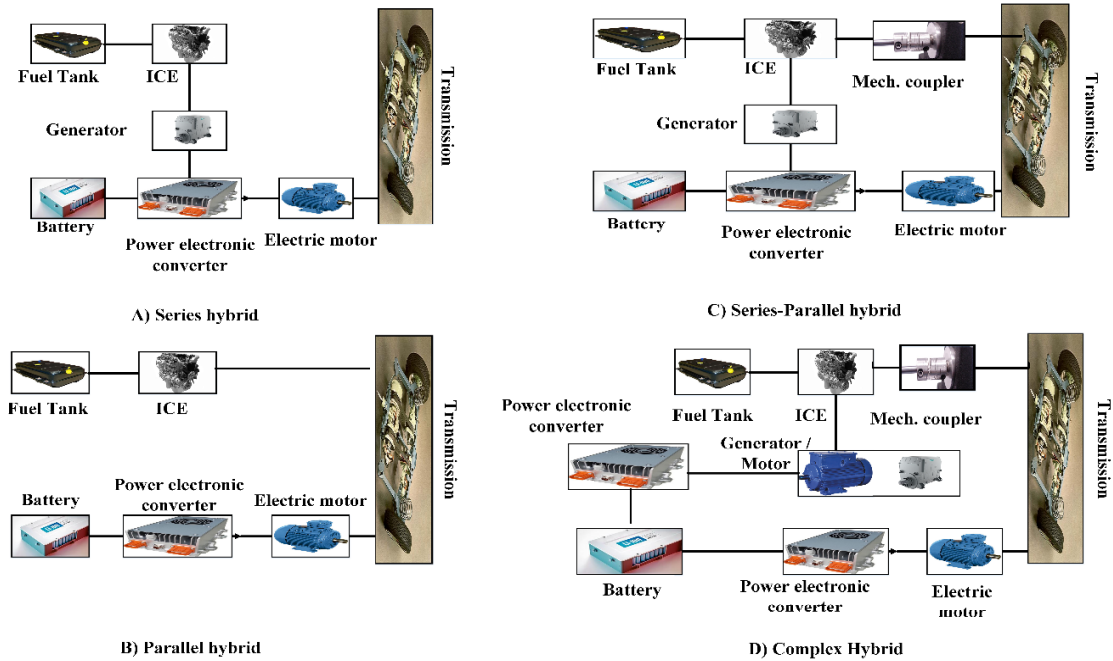 Fuel Tank
ICE
Generator
Battery
Power electronic
converter
Electric motor
Transmission
A) Series hybrid
Fuel Tank
ICE
Mech. coupler
Generator
Battery
Power electronic
converter
Electric motor
Transmission
C) Series-Parallel hybrid
Fuel Tank
ICE
Battery
Power electronic
converter
Electric motor
Transmission
B) Parallel hybrid
Fuel Tank
ICE
Mech. coupler
Power electronic
converter
Generator /
Motor
Battery
Power electronic
converter
Electric
motor
Transmission
D) Complex Hybrid